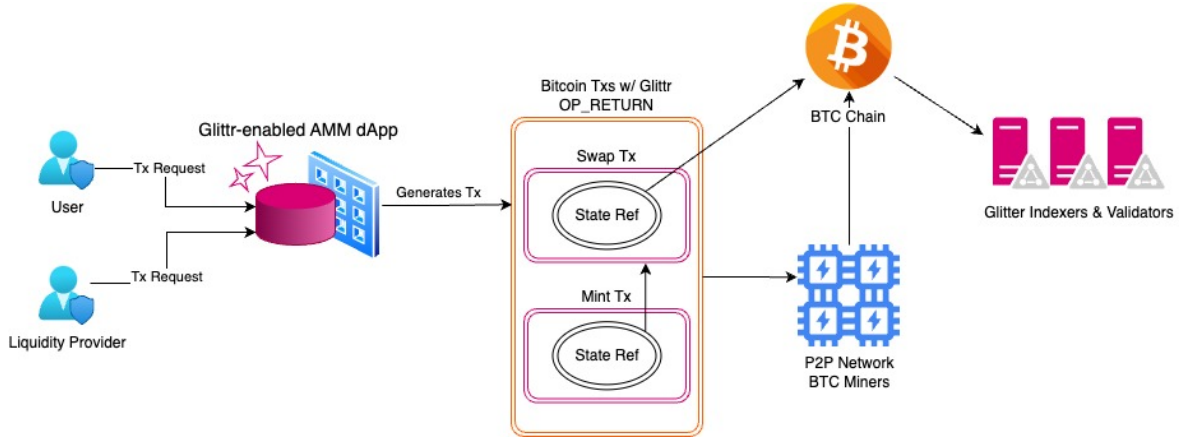 Bitcoin Txs w/ Glittr
OP_RETURN
BTC Chain
Glittr-enabled AMM dApp
Swap Tx
Tx Request
User
Generates Tx
State Ref
Glitter Indexers & Validators
Tx Request
Mint Tx
Liquidity Provider
State Ref
P2P Network
BTC Miners